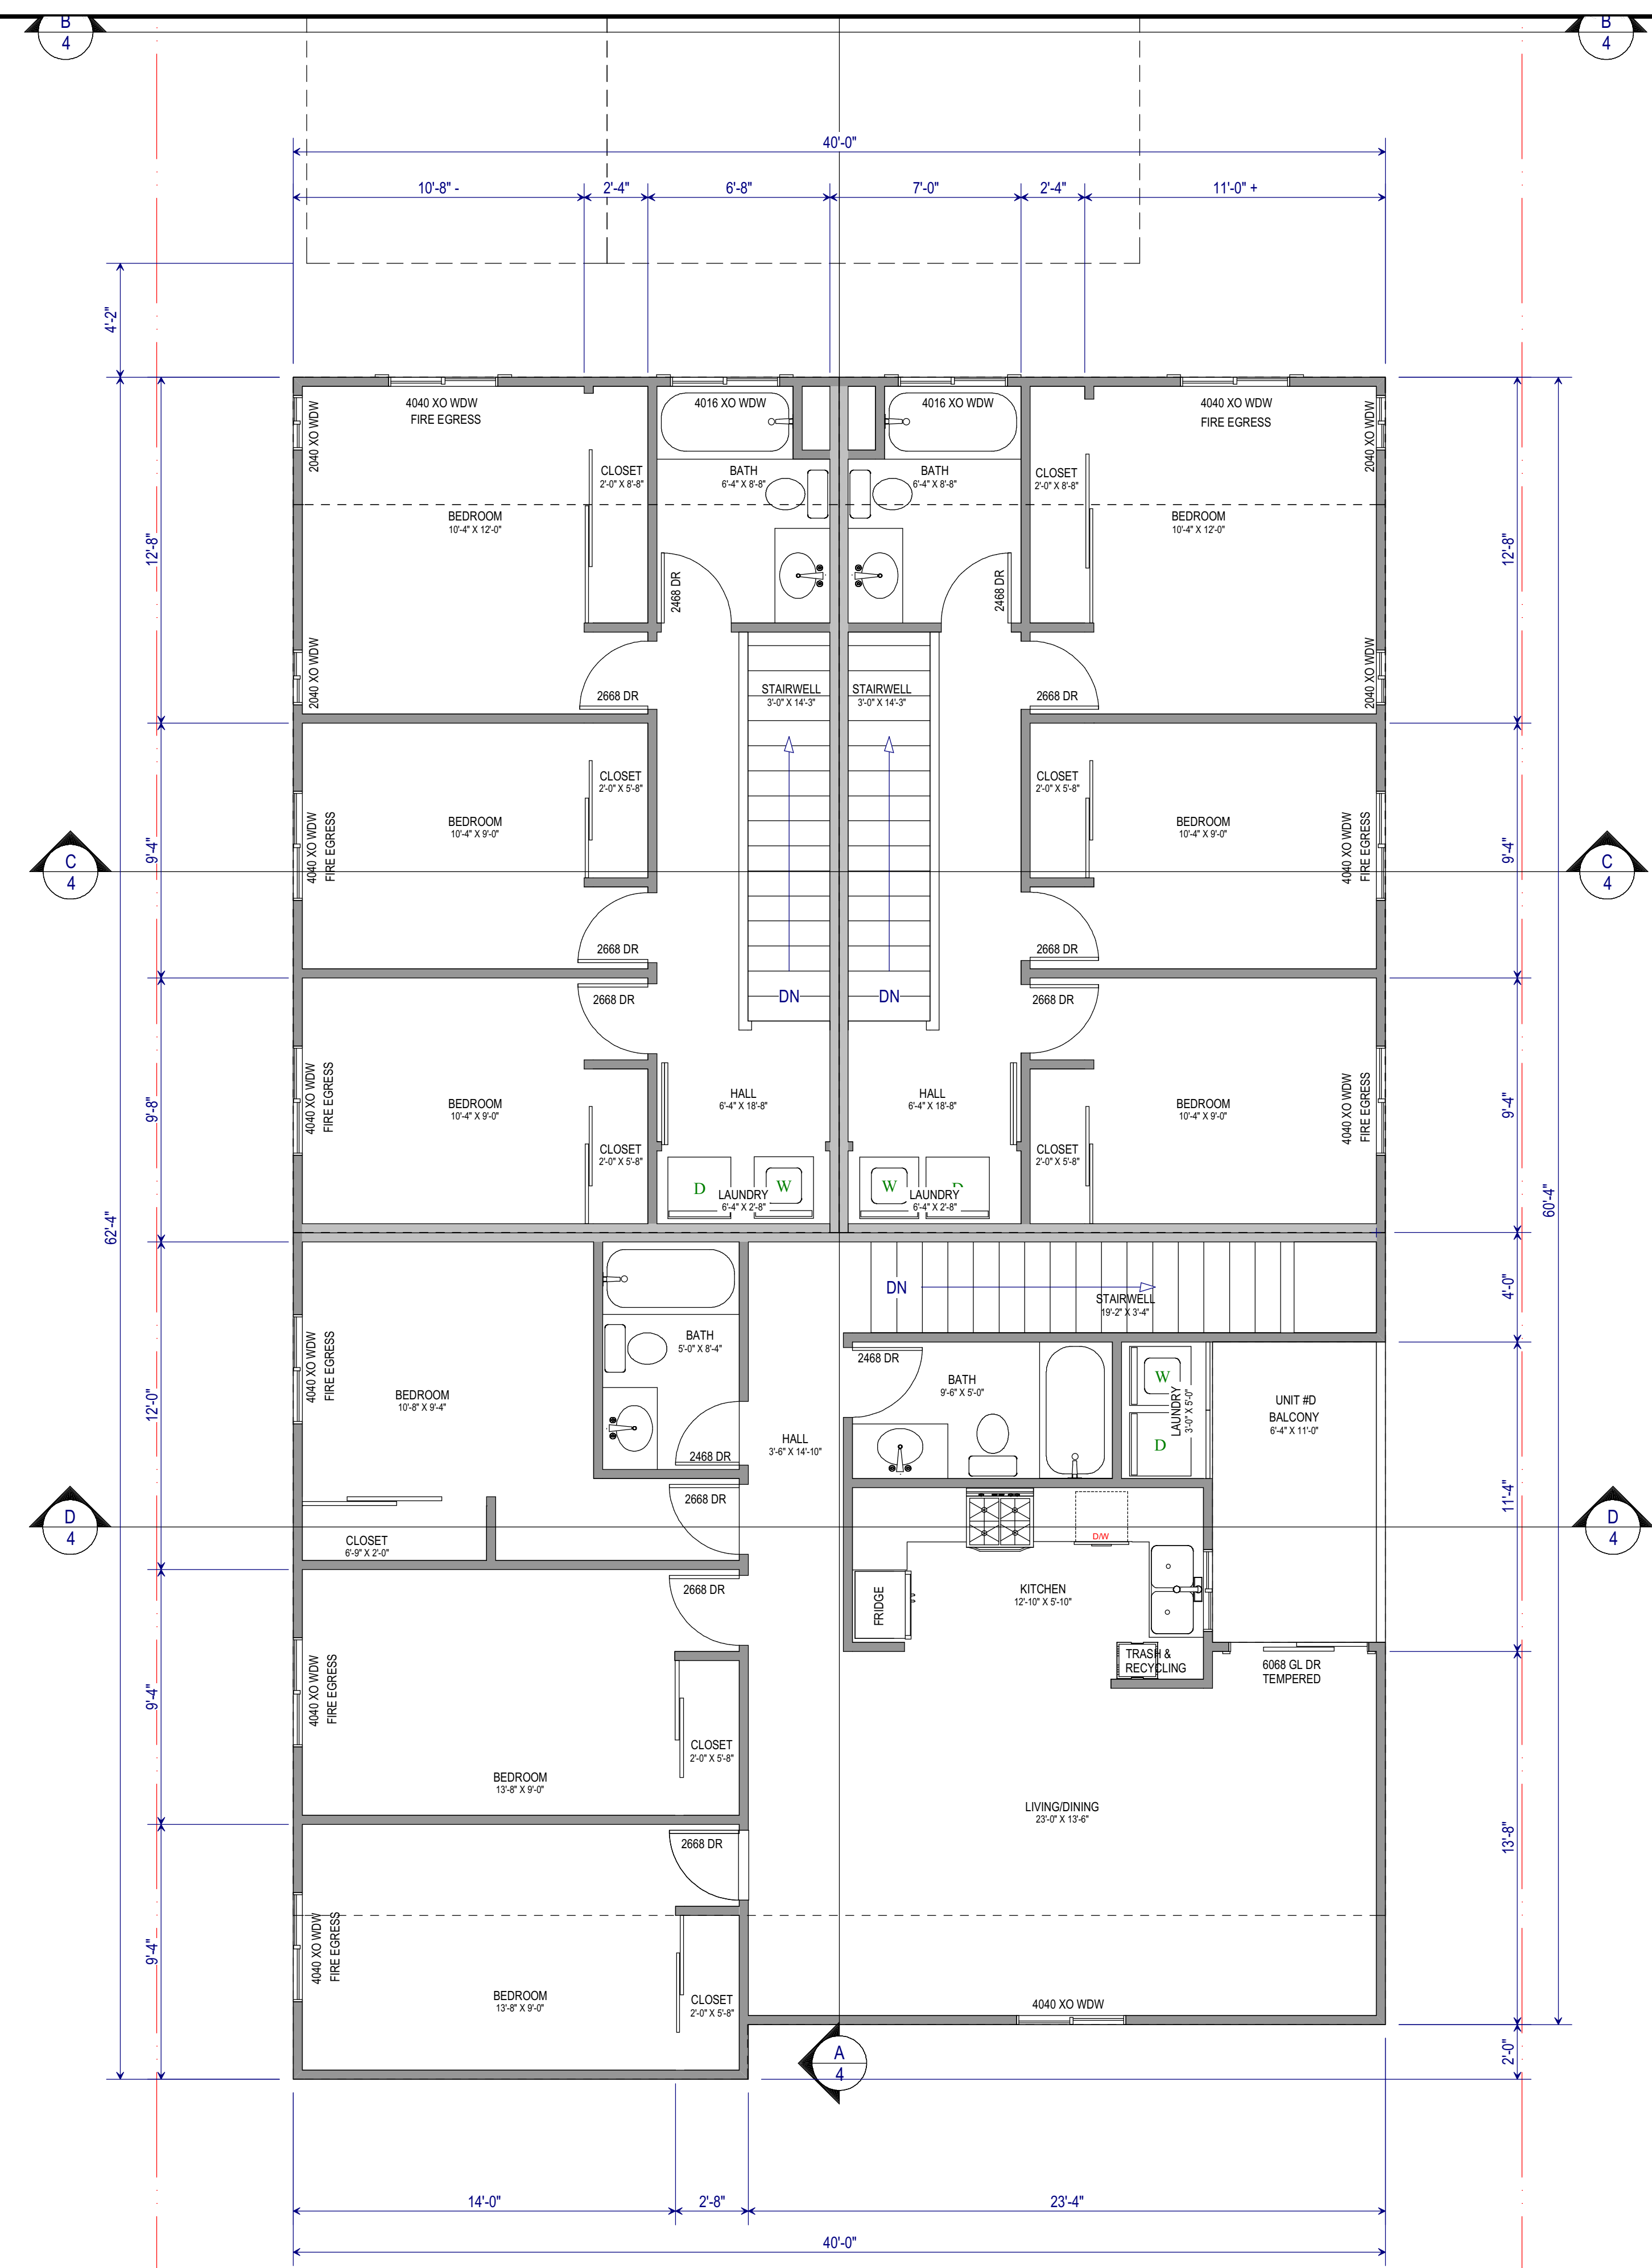 B
4
B
4
40'-0"
10'-8" -
2'-4"
6'-8"
7'-0"
2'-4"
11'-0" +
4'-2"
4040 XO WDW
FIRE EGRESS
4016 XO WDW
4016 XO WDW
4040 XO WDW
FIRE EGRESS
2040 XO WDW
2040 XO WDW
CLOSET
2'-0" X 8'-8"
BATH
6'-4" X 8'-8"
BATH
6'-4" X 8'-8"
CLOSET
2'-0" X 8'-8"
BEDROOM
10'-4" X 12'-0"
BEDROOM
10'-4" X 12'-0"
12'-8"
12'-8"
2468 DR
2468 DR
2040 XO WDW
2040 XO WDW
2668 DR
STAIRWELL
3'-0" X 14'-3"
STAIRWELL
3'-0" X 14'-3"
2668 DR
CLOSET
2'-0" X 5'-8"
CLOSET
2'-0" X 5'-8"
BEDROOM
10'-4" X 9'-0"
BEDROOM
10'-4" X 9'-0"
4040 XO WDW
FIRE EGRESS
4040 XO WDW
FIRE EGRESS
9'-4"
9'-4"
C
4
C
4
2668 DR
2668 DR
2668 DR
DN
DN
2668 DR
4040 XO WDW
FIRE EGRESS
4040 XO WDW
FIRE EGRESS
9'-8"
9'-4"
BEDROOM
10'-4" X 9'-0"
HALL
6'-4" X 18'-8"
HALL
6'-4" X 18'-8"
BEDROOM
10'-4" X 9'-0"
CLOSET
2'-0" X 5'-8"
CLOSET
2'-0" X 5'-8"
D
W
LAUNDRY
6'-4" X 2'-8"
W
D
LAUNDRY
6'-4" X 2'-8"
62'-4"
60'-4"
DN
STAIRWELL
19'-2" X 3'-4"
4'-0"
4040 XO WDW
FIRE EGRESS
BATH
5'-0" X 8'-4"
2468 DR
BATH
9'-6" X 5'-0"
W
D
LAUNDRY
3'-0" X 5'-0"
UNIT #D
BALCONY
6'-4" X 11'-0"
BEDROOM
10'-8" X 9'-4"
12'-0"
HALL
3'-6" X 14'-10"
2468 DR
2668 DR
11'-4"
D
4
D
4
CLOSET
6'-9" X 2'-0"
D/W
2668 DR
FRIDGE
KITCHEN
12'-10" X 5'-10"
TRASH &
RECYCLING
6068 GL DR
TEMPERED
4040 XO WDW
FIRE EGRESS
9'-4"
CLOSET
2'-0" X 5'-8"
BEDROOM
13'-8" X 9'-0"
LIVING/DINING
23'-0" X 13'-6"
13'-8"
2668 DR
4040 XO WDW
FIRE EGRESS
9'-4"
BEDROOM
13'-8" X 9'-0"
CLOSET
2'-0" X 5'-8"
4040 XO WDW
A
4
2'-0"
14'-0"
2'-8"
23'-4"
40'-0"